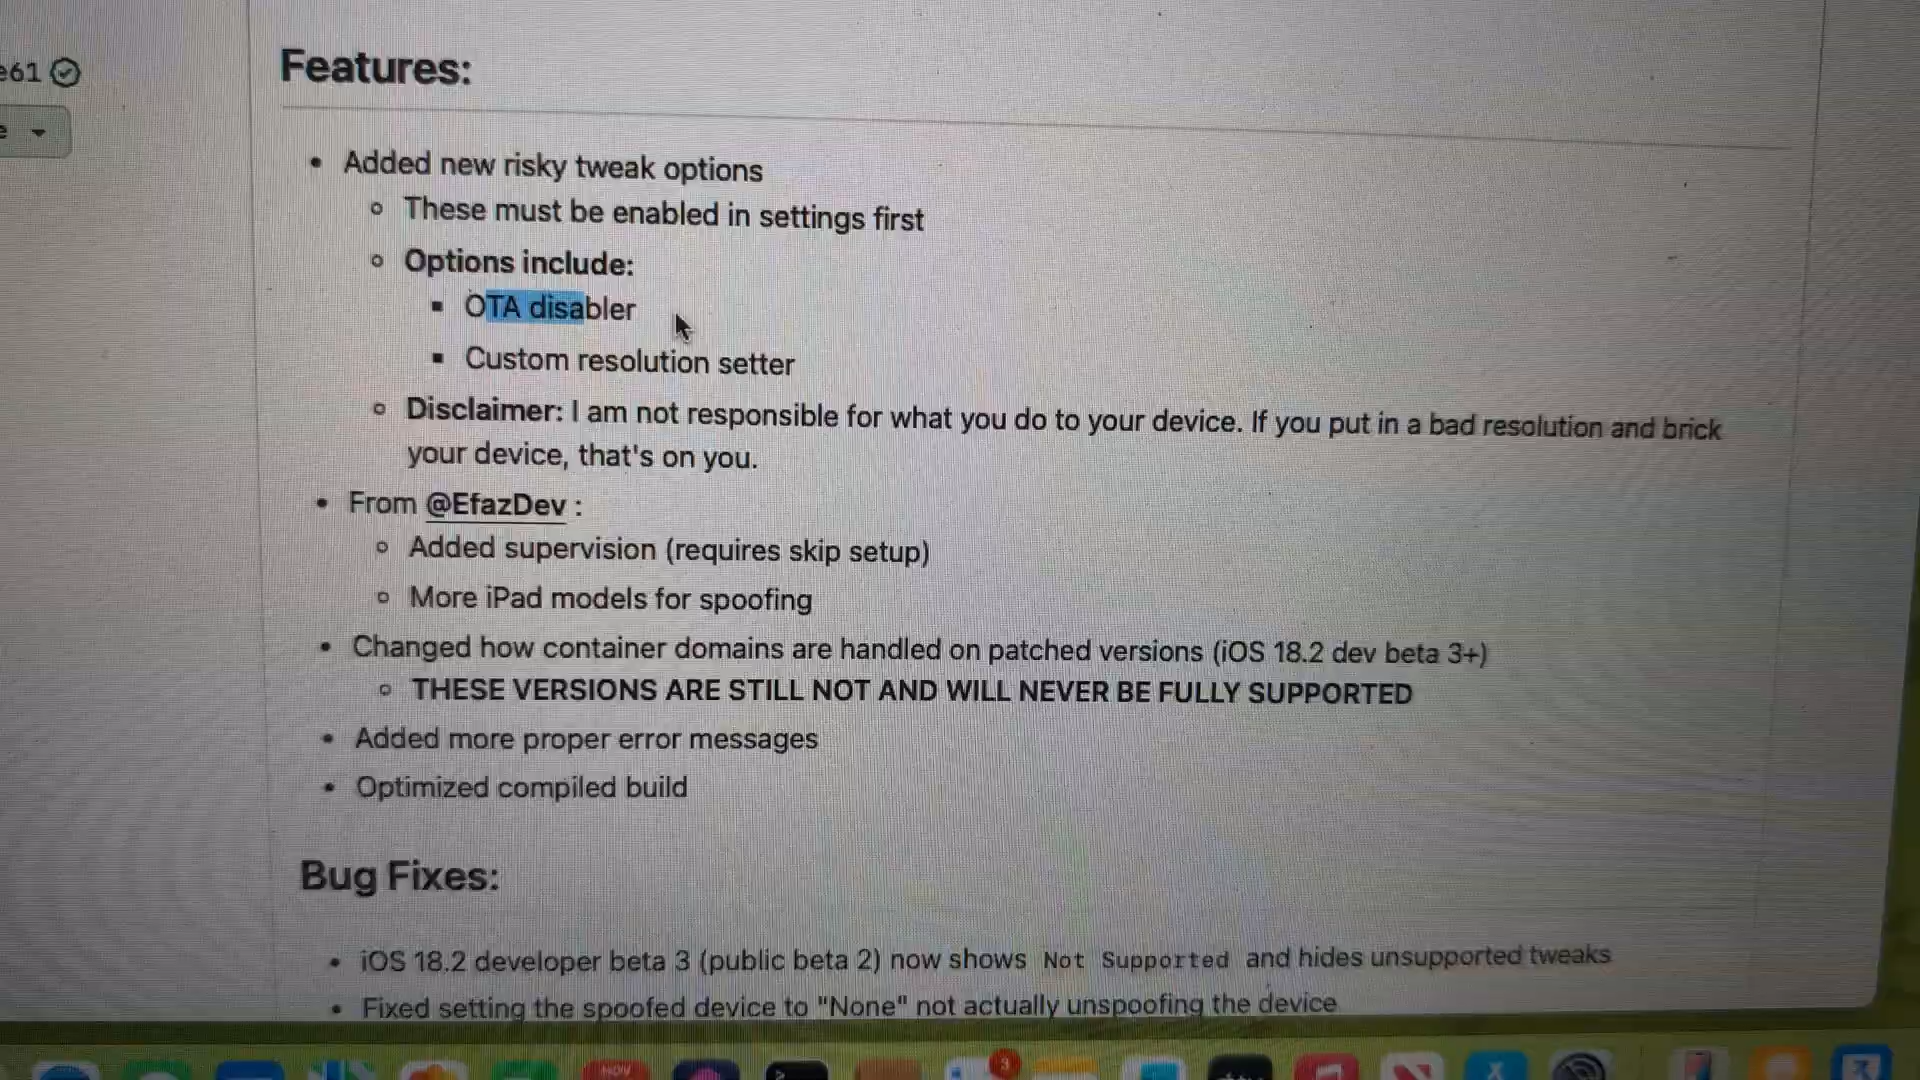 e61
e
Features:
Added new risky tweak options
These must be enabled in settings first
Options include:
OTA disabler
Custom resolution setter
Disclaimer: I am not responsible for what you do to your device. If you put in a bad resolution and brick
your device, that's on you.
From @EfazDev :
Added supervision (requires skip setup)
More iPad models for spoofing
Changed how container domains are handled on patched versions (iOS 18.2 dev beta 3+)
THESE VERSIONS ARE STILL NOT AND WILL NEVER BE FULLY SUPPORTED
Added more proper error messages
Optimized compiled build
Bug Fixes:
iOS 18.2 developer beta 3 (public beta 2) now shows Not Supported and hides unsupported tweaks
Fixed setting the spoofed device to "None" not actually unspoofing the device
NOV
3